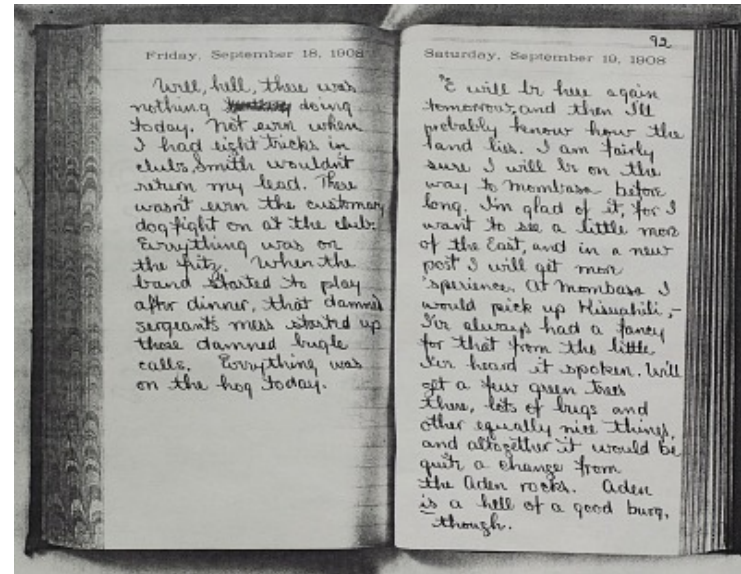 Friday, September 18, 1908
Well, hell, there was
nothing doing
today. Not even when
I had eight tricks in
clubs, Smith wouldn't
return my lead. There
wasn't even the customary
dogfight on at the club.
Everything was on
the fritz. When the
band started to play
after dinner, that damned
sergeants mess started up
those damned bugle
calls. Everything was
on the hog today.
92
Saturday, September 19, 1908
E will be here again
tomorrow, and then I'll
probably know how the
land lies. I am fairly
sure I will be on the
way to Mombasa before
long. I'm glad of it, for I
want to see a little more
of the East, and in a new
post I will get more
'sperience. At Mombasa I
would pick up Kisuahili,-
I've always had a fancy
for that from the little
I've heard it spoken. Will
get a few green trees
there, lots of bugs and
other equally nice things,
and altogether it would be
quite a change from
the Aden rocks. Aden
is a hell of a good burg,
though.